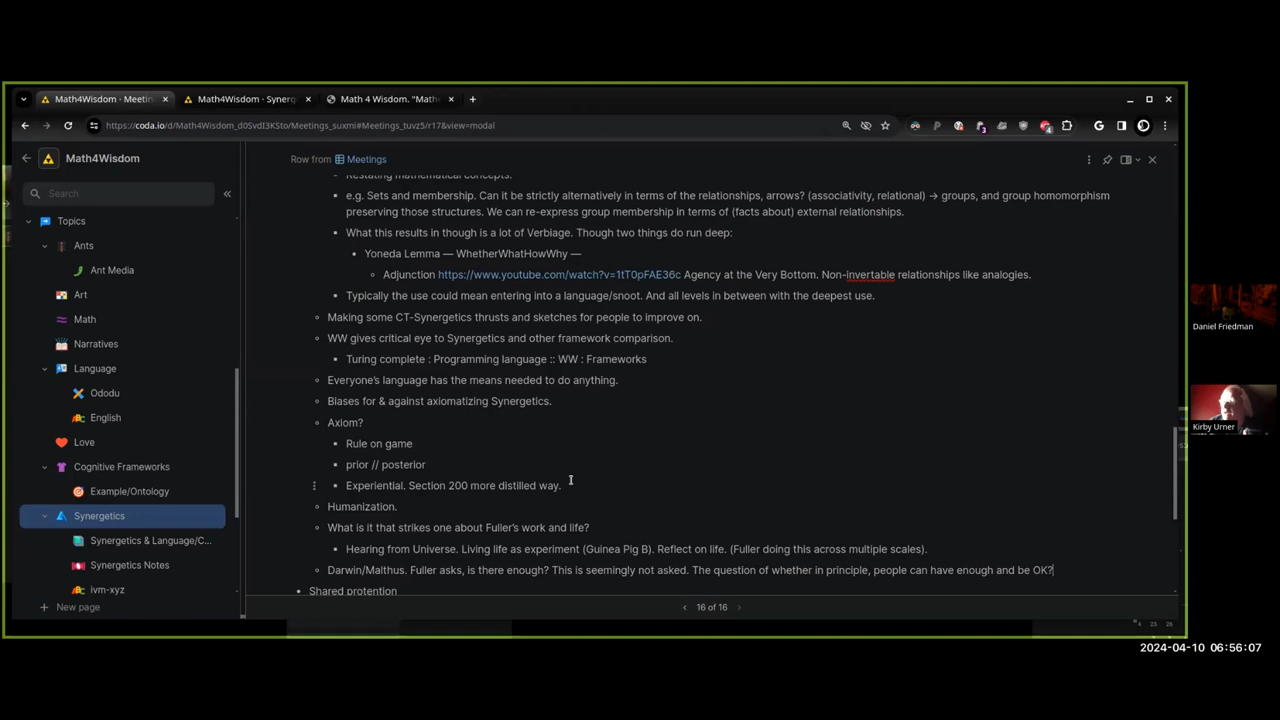 Math4Wisdom · Meetin
Math4Wisdom · Synerg
Math 4 Wisdom. "Math
https://coda.io/d/Math4Wisdom_d0SvdI3KSto/Meetings_suxmi#Meetings_tuvz5/r17&view=modal
Math4Wisdom
Row from Meetings
Search
Topics
Ants
Ant Media
Art
Math
Narratives
Language
Ododu
English
Love
Cognitive Frameworks
Example/Ontology
Synergetics
Synergetics & Language/C...
Synergetics Notes
ivm-xyz
New page
Restating mathematical concepts.
e.g. Sets and membership. Can it be strictly alternatively in terms of the relationships, arrows? (associativity, relational) → groups, and group homomorphism
preserving those structures. We can re-express group membership in terms of (facts about) external relationships.
What this results in though is a lot of Verbiage. Though two things do run deep:
Yoneda Lemma — WhetherWhatHowWhy —
Adjunction https://www.youtube.com/watch?v=1tT0pFAE36c Agency at the Very Bottom. Non-invertable relationships like analogies.
Typically the use could mean entering into a language/snoot. And all levels in between with the deepest use.
Making some CT-Synergetics thrusts and sketches for people to improve on.
WW gives critical eye to Synergetics and other framework comparison.
Turing complete : Programming language :: WW : Frameworks
Everyone's language has the means needed to do anything.
Biases for & against axiomatizing Synergetics.
Axiom?
Rule on game
prior // posterior
Experiential. Section 200 more distilled way.
Humanization.
What is it that strikes one about Fuller's work and life?
Hearing from Universe. Living life as experiment (Guinea Pig B). Reflect on life. (Fuller doing this across multiple scales).
Darwin/Malthus. Fuller asks, is there enough? This is seemingly not asked. The question of whether in principle, people can have enough and be OK?
Shared protention
16 of 16
Daniel Friedman
Kirby Urner
2024-04-10 06:56:07